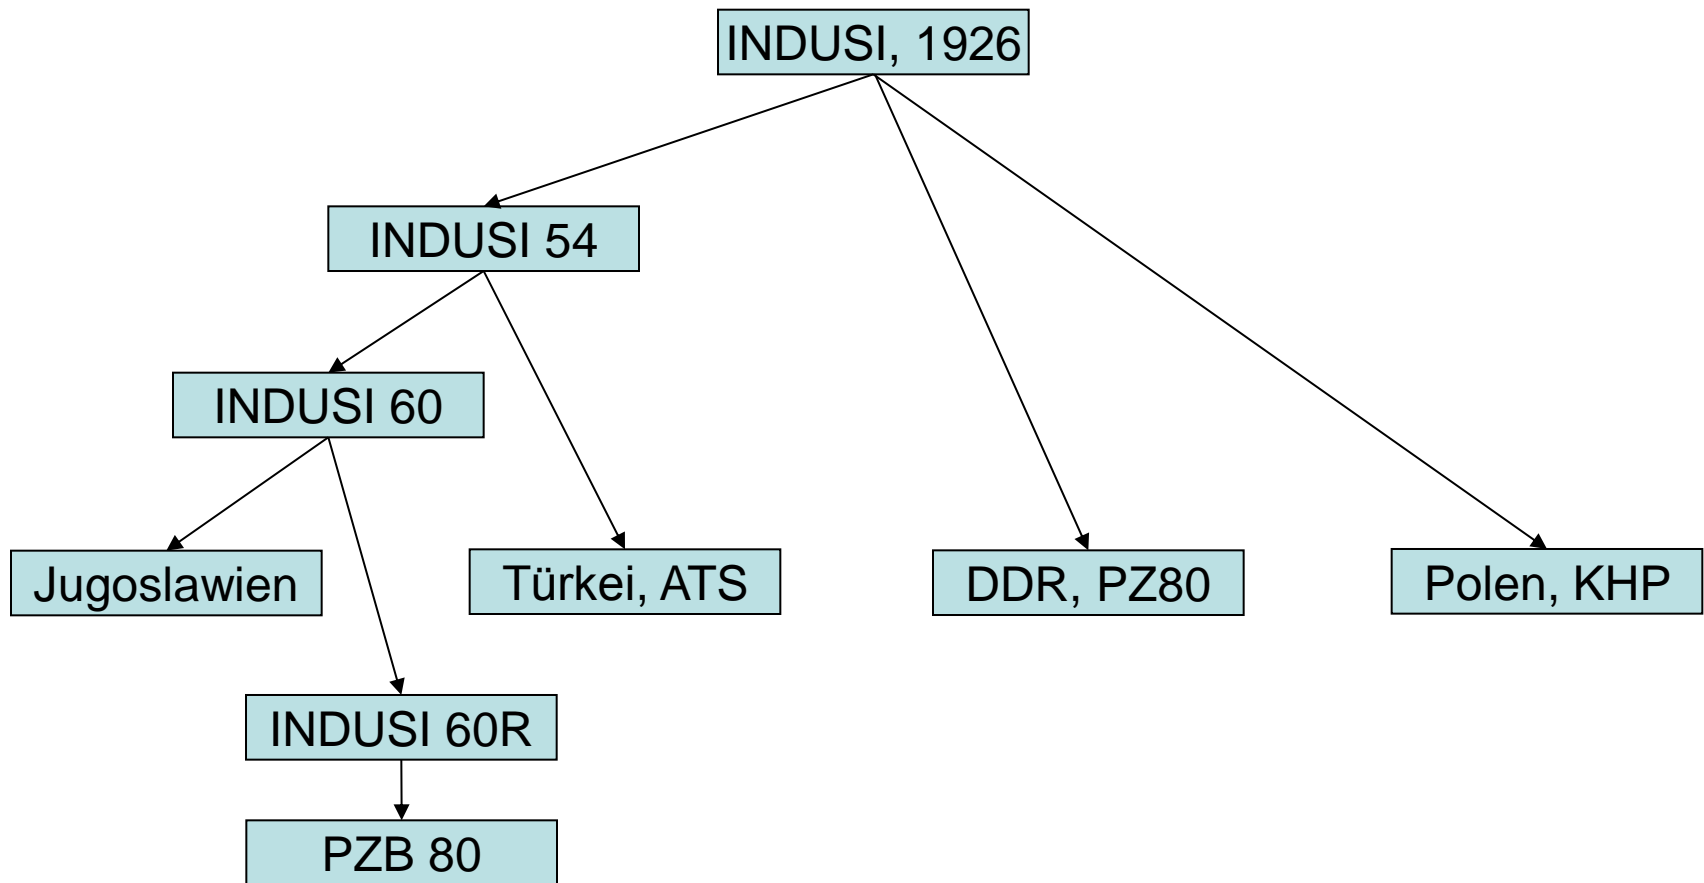 INDUSI, 1926
INDUSI 54
INDUSI 60
Jugoslawien
Türkei, ATS
DDR, PZ80
Polen, KHP
INDUSI 60R
PZB 80